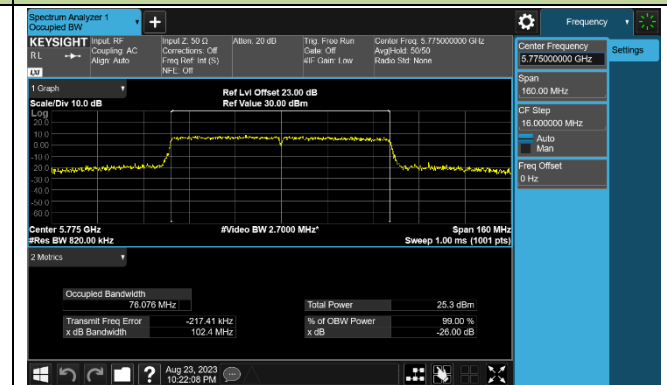 Spectrum Analyzer 1
Occupied BW
Frequency
KEYSIGHT
RL
LXI
Input: RF
Coupling: AC
Align: Auto
Input Z: 50 Ω
Corrections: Off
Freq Ref: Int (S)
NFE: Off
Atten: 20 dB
Trig: Free Run
Gate: Off
#IF Gain: Low
Center Freq: 5.775000000 GHz
Avg|Hold: 50/50
Radio Std: None
Center Frequency
5.775000000 GHz
Settings
Span
160.00 MHz
CF Step
16.000000 MHz
Auto
Man
Freq Offset
0 Hz
1 Graph
Scale/Div 10.0 dB
Ref Lvl Offset 23.00 dB
Ref Value 30.00 dBm
Log
20.0
10.0
0.00
-10.0
-20.0
-30.0
-40.0
-50.0
-60.0
Center 5.775 GHz
#Res BW 820.00 kHz
#Video BW 2.7000 MHz*
Span 160 MHz
Sweep 1.00 ms (1001 pts)
2 Metrics
Occupied Bandwidth
76.076 MHz
Total Power 25.3 dBm
Transmit Freq Error -217.41 kHz
% of OBW Power 99.00 %
x dB Bandwidth 102.4 MHz
x dB -26.00 dB
?
Aug 23, 2023
10:22:08 PM